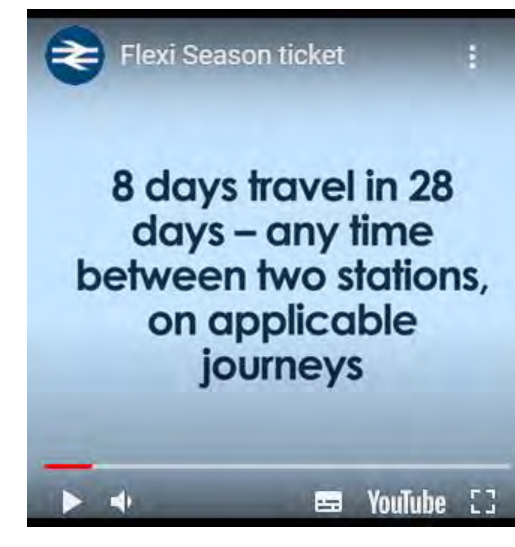 Flexi Season ticket
8 days travel in 28
days – any time
between two stations,
on applicable
journeys
YouTube